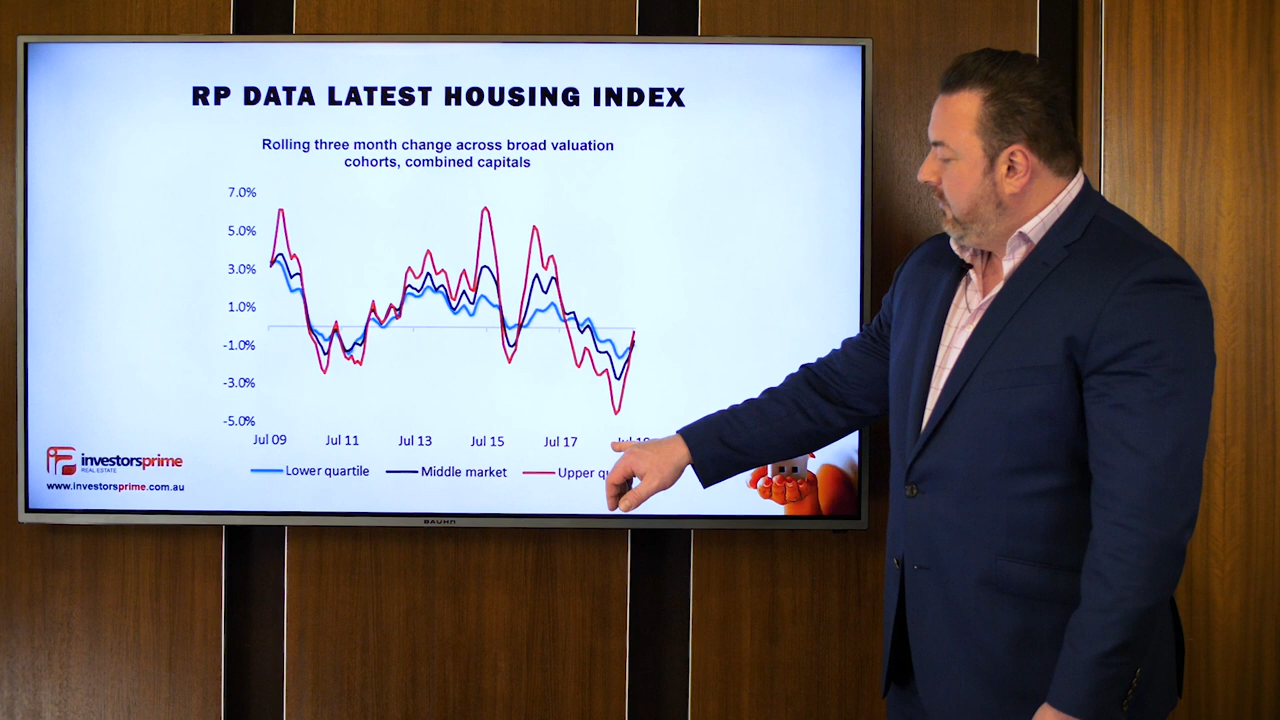 RP DATA LATEST HOUSING INDEX
Rolling three month change across broad valuation
cohorts, combined capitals
7.0%
5.0%
3.0%
1.0%
-1.0%
-3.0%
-5.0%
Jul 09 Jul 11 Jul 13 Jul 15 Jul 17
Lower quartile Middle market Upper
investorsprime
REAL ESTATE
www.investorsprime.com.au
BAUHN